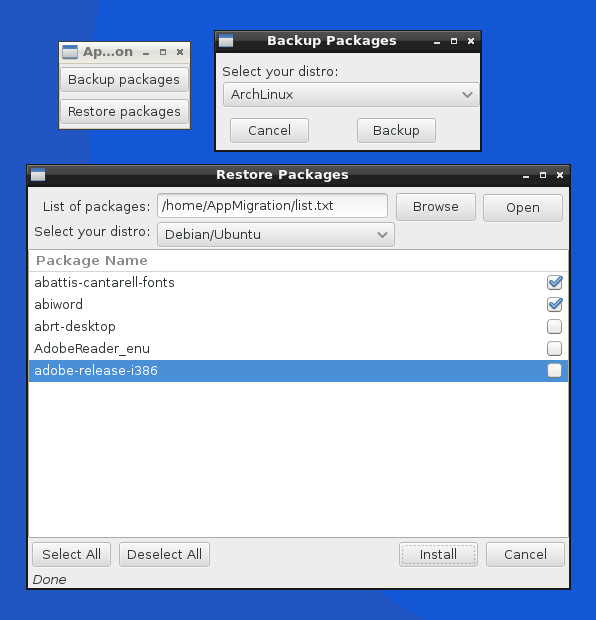 Ap...on
Backup packages
Restore packages
Backup Packages
Select your distro:
ArchLinux
Cancel
Backup
Restore Packages
List of packages: /home/AppMigration/list.txt Browse Open
Select your distro: Debian/Ubuntu
Package Name
abattis-cantarell-fonts
abiword
abrt-desktop
AdobeReader_enu
adobe-release-i386
Select All Deselect All Install Cancel
Done